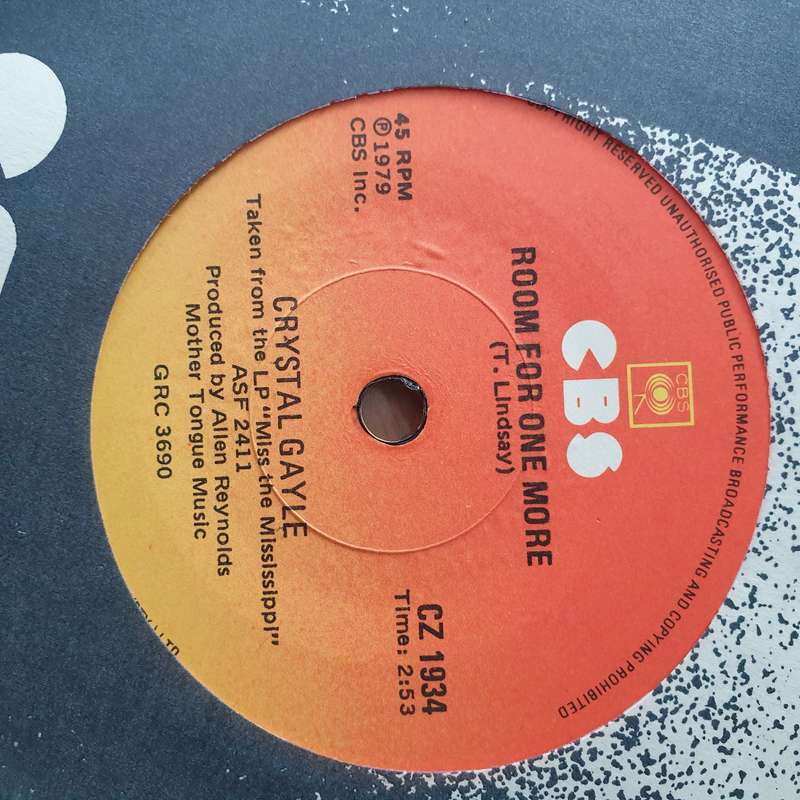 COPYRIGHT RESERVED UNAUTHORISED PUBLIC PERFORMANCE BROADCASTING AND COPYING PROHIBITED
CBS
CBS
ROOM FOR ONE MORE
(T. Lindsay)
45 RPM
℗ 1979
CBS Inc.
CZ 1934
Time: 2:53
CRYSTAL GAYLE
Taken from the LP "Miss the Mississippi"
ASF 2411
Produced by Allen Reynolds
Mother Tongue Music
GRC 3690
LTD